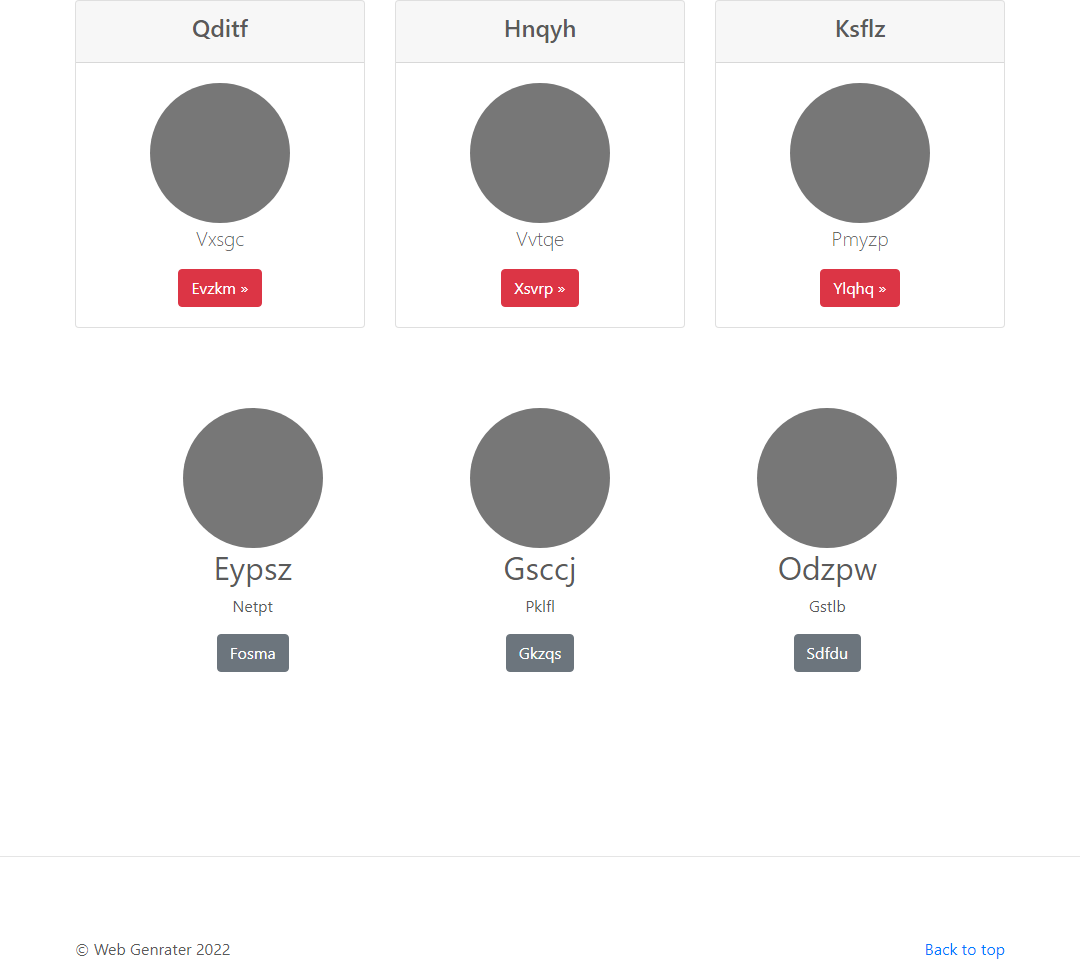 Qditf
Hnqyh
Ksflz
Vxsgc
Vvtqe
Pmyzp
Evzkm »
Xsvrp »
Ylqhq »
Eypsz
Gsccj
Odzpw
Netpt
Pklfl
Gstlb
Fosma
Gkzqs
Sdfdu
© Web Genrater 2022
Back to top